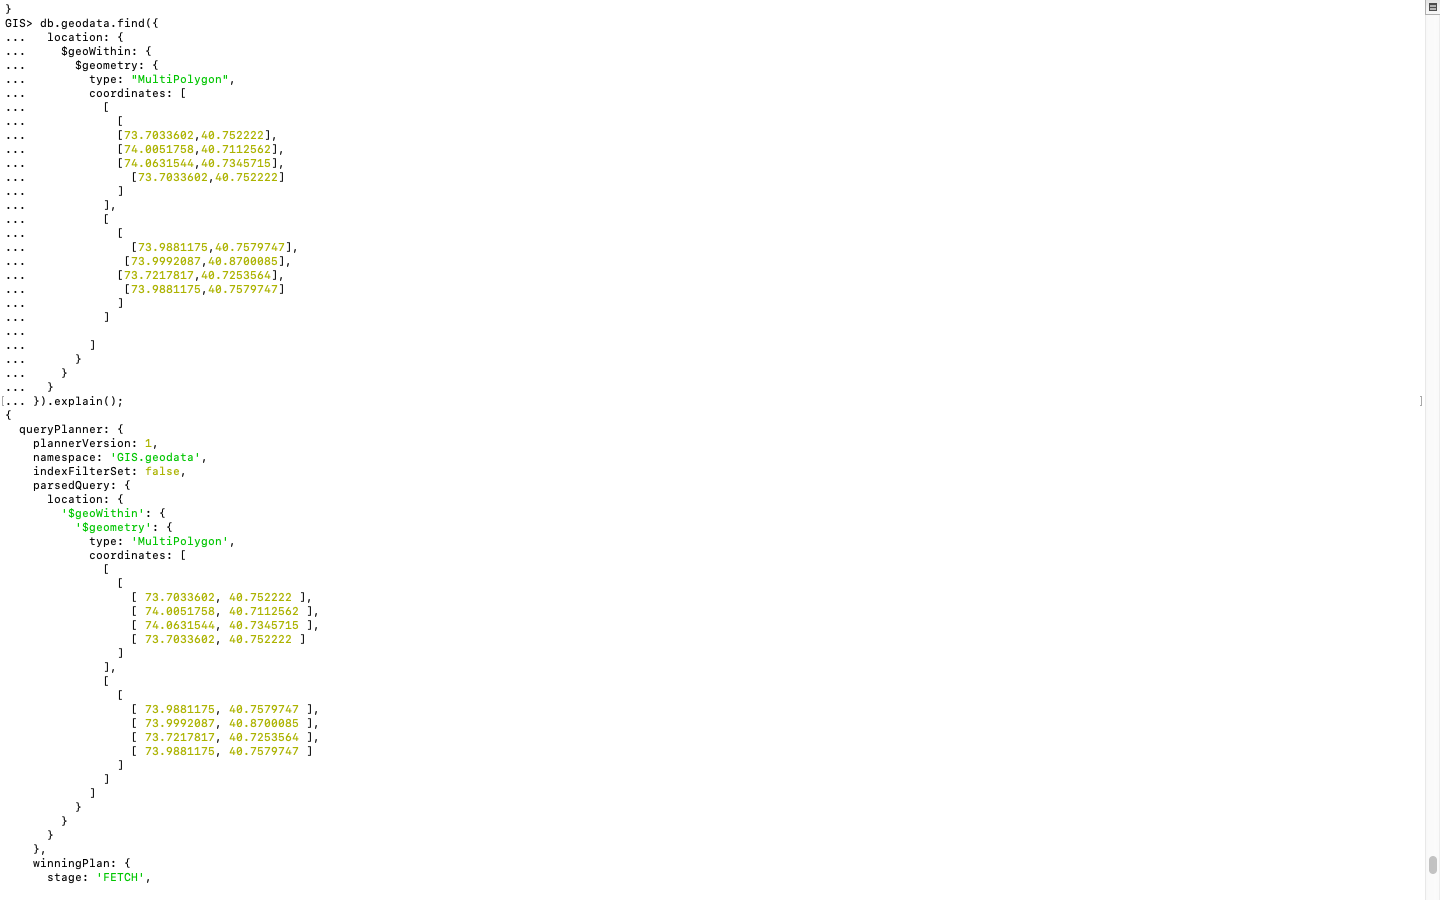 }
GIS> db.geodata.find({
...   location: {
...     $geoWithin: {
...       $geometry: {
...         type: "MultiPolygon",
...         coordinates: [
...           [
...             [
...             [73.7033602,40.752222],
...             [74.0051758,40.7112562],
...             [74.0631544,40.7345715],
...               [73.7033602,40.752222]
...             ]
...           ],
...           [
...             [
...               [73.9881175,40.7579747],
...              [73.9992087,40.8700085],
...             [73.7217817,40.7253564],
...              [73.9881175,40.7579747]
...             ]
...           ]
...
...         ]
...       }
...     }
...   }
[... }).explain(); ]
{
  queryPlanner: {
    plannerVersion: 1,
    namespace: 'GIS.geodata',
    indexFilterSet: false,
    parsedQuery: {
      location: {
        '$geoWithin': {
          '$geometry': {
            type: 'MultiPolygon',
            coordinates: [
              [
                [
                  [ 73.7033602, 40.752222 ],
                  [ 74.0051758, 40.7112562 ],
                  [ 74.0631544, 40.7345715 ],
                  [ 73.7033602, 40.752222 ]
                ]
              ],
              [
                [
                  [ 73.9881175, 40.7579747 ],
                  [ 73.9992087, 40.8700085 ],
                  [ 73.7217817, 40.7253564 ],
                  [ 73.9881175, 40.7579747 ]
                ]
              ]
            ]
          }
        }
      }
    },
    winningPlan: {
      stage: 'FETCH',